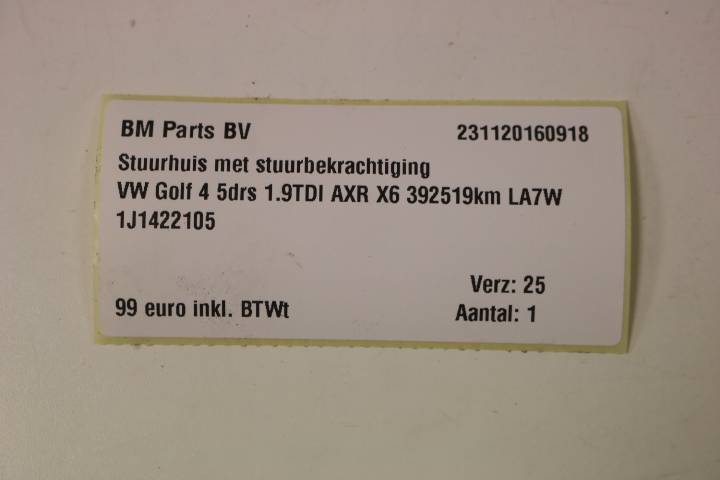 BM Parts BV 231120160918
Stuurhuis met stuurbekrachtiging
VW Golf 4 5drs 1.9TDI AXR X6 392519km LA7W
1J1422105
Verz: 25
99 euro inkl. BTWt Aantal: 1